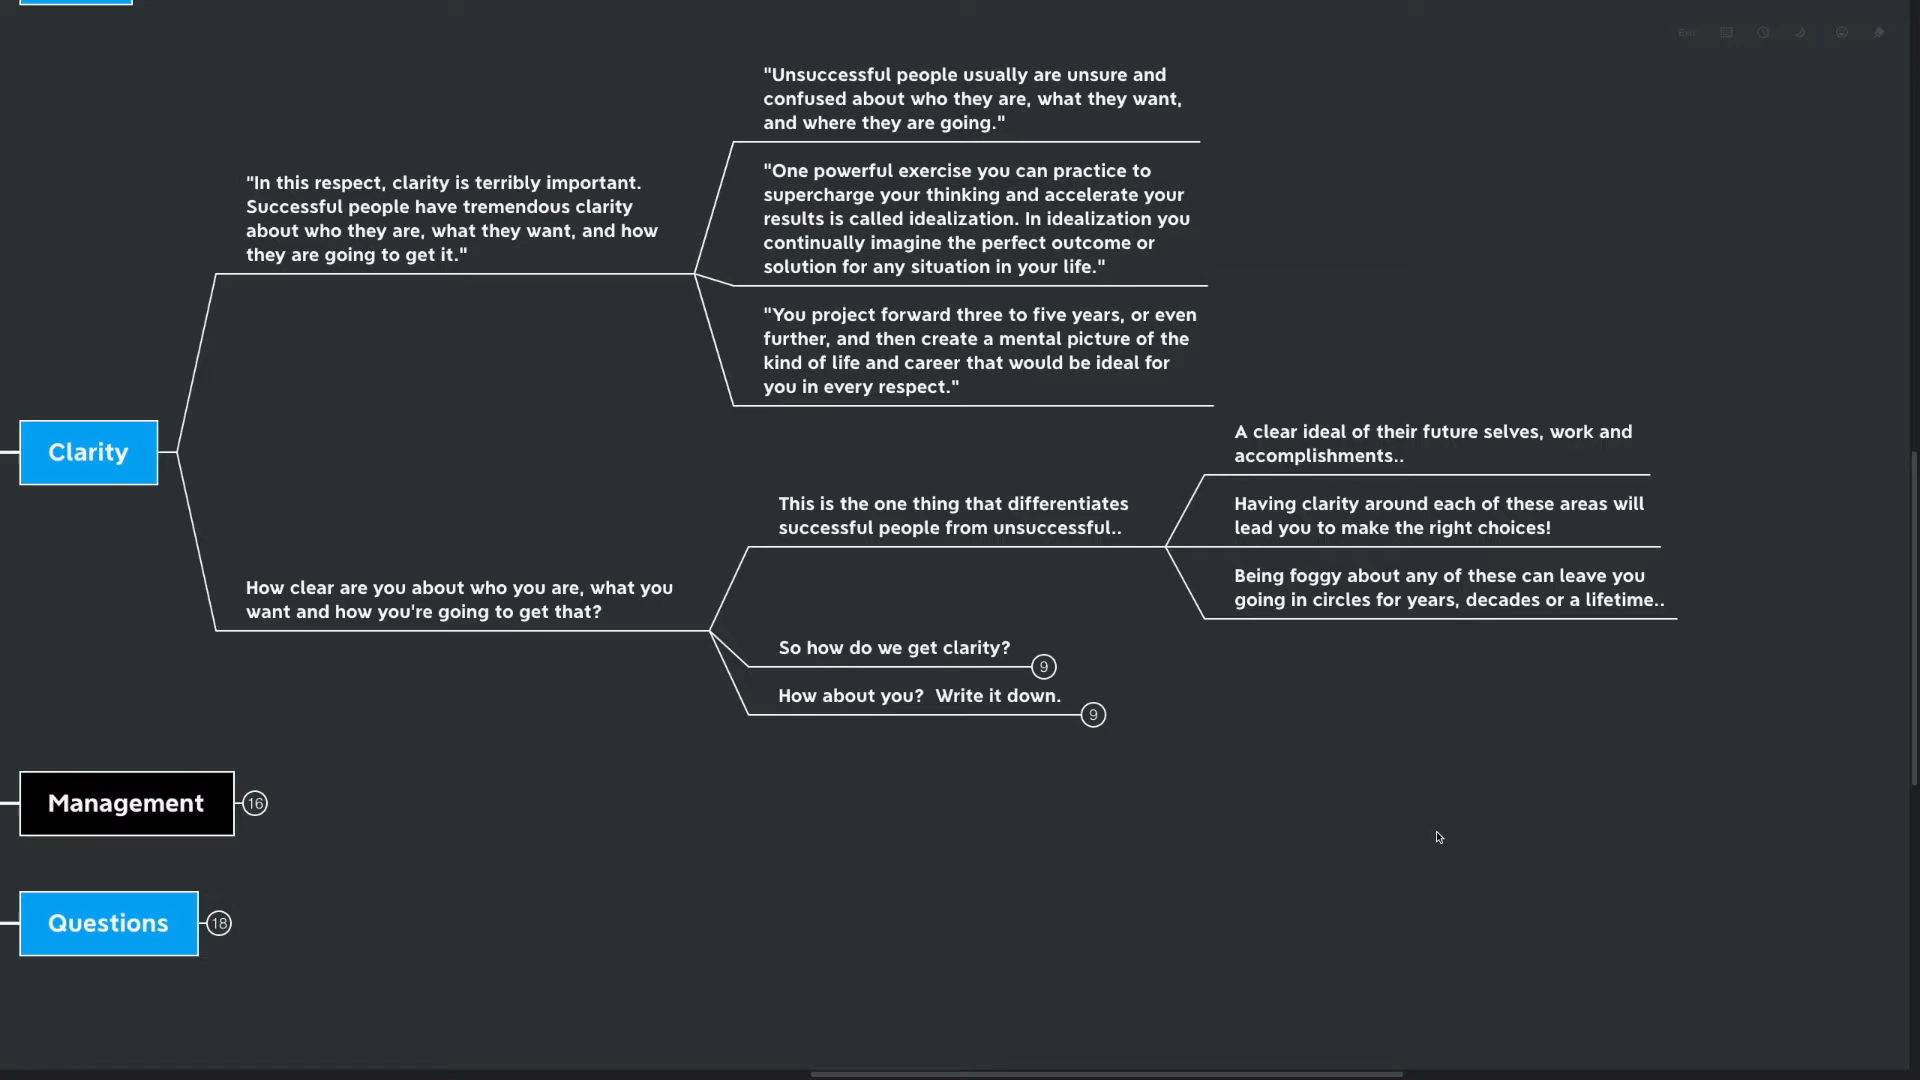 Exit
"Unsuccessful people usually are unsure and
confused about who they are, what they want,
and where they are going."
"In this respect, clarity is terribly important.
Successful people have tremendous clarity
about who they are, what they want, and how
they are going to get it."
"One powerful exercise you can practice to
supercharge your thinking and accelerate your
results is called idealization. In idealization you
continually imagine the perfect outcome or
solution for any situation in your life."
"You project forward three to five years, or even
further, and then create a mental picture of the
kind of life and career that would be ideal for
you in every respect."
Clarity
A clear ideal of their future selves, work and
accomplishments..
This is the one thing that differentiates
successful people from unsuccessful..
Having clarity around each of these areas will
lead you to make the right choices!
Being foggy about any of these can leave you
going in circles for years, decades or a lifetime..
How clear are you about who you are, what you
want and how you're going to get that?
So how do we get clarity?
9
How about you?  Write it down.
9
Management
16
Questions
18